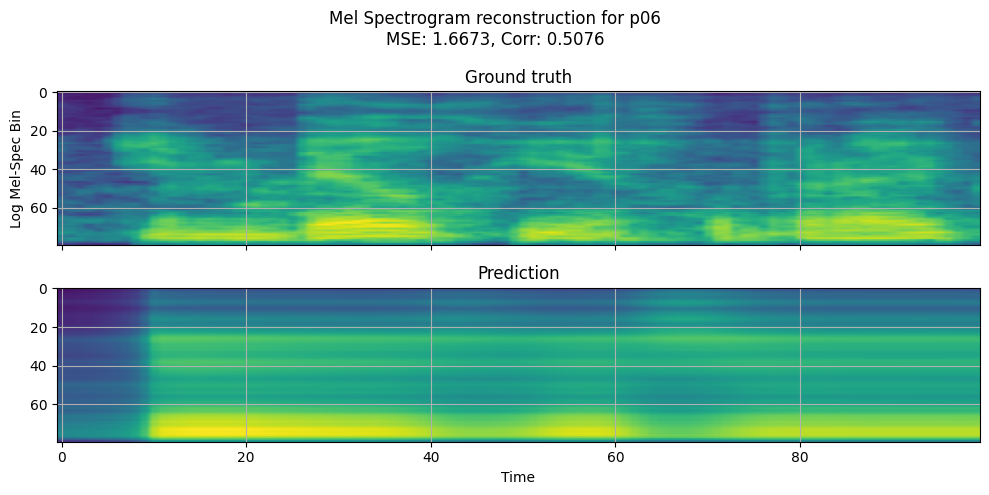 Mel Spectrogram reconstruction for p06
MSE: 1.6673, Corr: 0.5076
Ground truth
Log Mel-Spec Bin
0
20
40
60
Prediction
0
20
40
60
0 20 40 60 80
Time